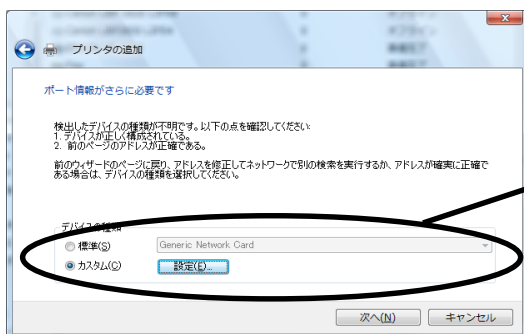 プリンタの追加
ポート情報がさらに必要です
検出したデバイスの種類が不明です。以下の点を確認してください:
1. デバイスが正しく構成されている。
2. 前のページのアドレスが正確である。
前のウィザードのページに戻り、アドレスを修正してネットワークで別の検索を実行するか、アドレスが確実に正確で
ある場合は、デバイスの種類を選択してください。
デバイスの種類
標準(S)
Generic Network Card
カスタム(C)
設定(E)...
次へ(N)
キャンセル